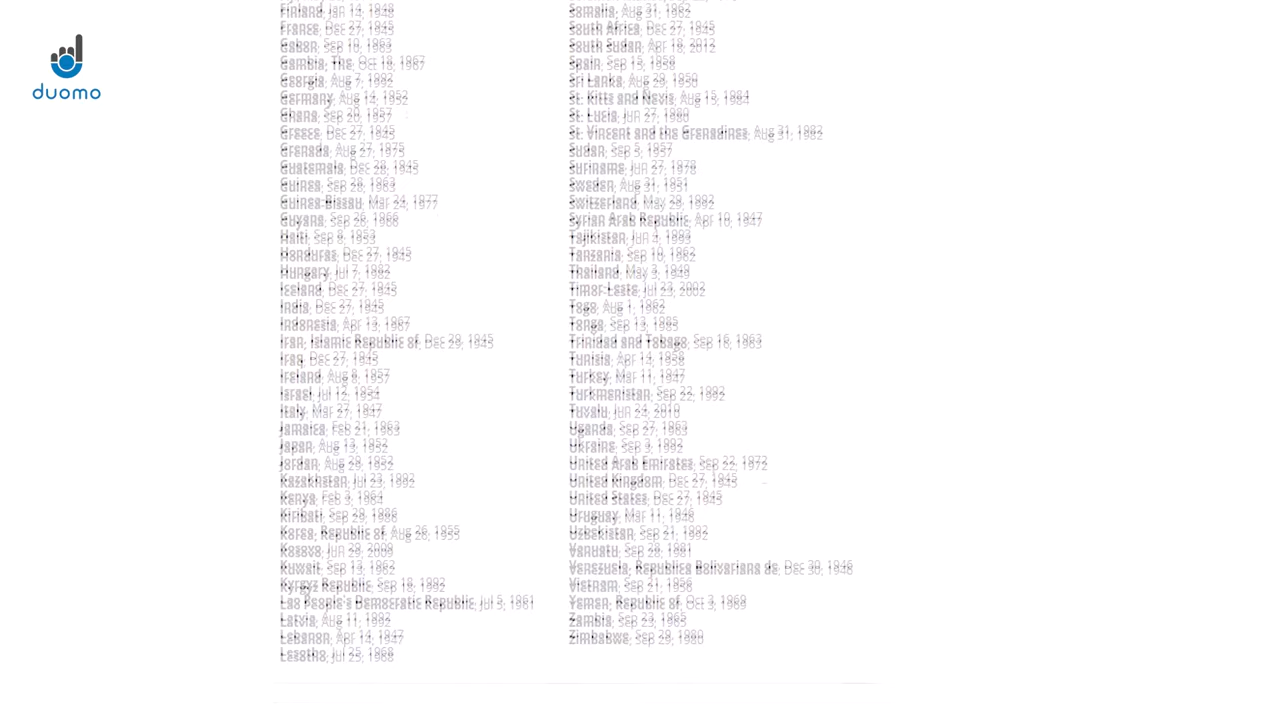 duomo
Finland, Jan 14, 1948
France, Dec 27, 1945
Gabon, Sep 10, 1963
Gambia, The, Oct 18, 1967
Georgia, Aug 7, 1992
Germany, Aug 14, 1952
Ghana, Sep 20, 1957
Greece, Dec 27, 1945
Grenada, Aug 27, 1975
Guatemala, Dec 28, 1945
Guinea, Sep 28, 1963
Guinea-Bissau, Mar 24, 1977
Guyana, Sep 26, 1966
Haiti, Sep 8, 1953
Honduras, Dec 27, 1945
Hungary, Jul 7, 1982
Iceland, Dec 27, 1945
India, Dec 27, 1945
Indonesia, Apr 13, 1967
Iran, Islamic Republic of, Dec 29, 1945
Iraq, Dec 27, 1945
Ireland, Aug 8, 1957
Israel, Jul 12, 1954
Italy, Mar 27, 1947
Jamaica, Feb 21, 1963
Japan, Aug 13, 1952
Jordan, Aug 29, 1952
Kazakhstan, Jul 23, 1992
Kenya, Feb 3, 1964
Kiribati, Sep 29, 1986
Korea, Republic of, Aug 26, 1955
Kosovo, Jun 29, 2009
Kuwait, Sep 13, 1962
Kyrgyz Republic, Sep 18, 1992
Lao People's Democratic Republic, Jul 5, 1961
Latvia, Aug 11, 1992
Lebanon, Apr 14, 1947
Lesotho, Jul 25, 1968
Somalia, Aug 31, 1962
South Africa, Dec 27, 1945
South Sudan, Apr 18, 2012
Spain, Sep 15, 1958
Sri Lanka, Aug 29, 1950
St. Kitts and Nevis, Aug 15, 1984
St. Lucia, Jun 27, 1980
St. Vincent and the Grenadines, Aug 31, 1982
Sudan, Sep 5, 1957
Suriname, Jun 27, 1978
Sweden, Aug 31, 1951
Switzerland, May 29, 1992
Syrian Arab Republic, Apr 10, 1947
Tajikistan, Jun 4, 1993
Tanzania, Sep 10, 1962
Thailand, May 3, 1949
Timor-Leste, Jul 23, 2002
Togo, Aug 1, 1962
Tonga, Sep 13, 1985
Trinidad and Tobago, Sep 16, 1963
Tunisia, Apr 14, 1958
Turkey, Mar 11, 1947
Turkmenistan, Sep 22, 1992
Tuvalu, Jun 24, 2010
Uganda, Sep 27, 1963
Ukraine, Sep 3, 1992
United Arab Emirates, Sep 22, 1972
United Kingdom, Dec 27, 1945
United States, Dec 27, 1945
Uruguay, Mar 11, 1946
Uzbekistan, Sep 21, 1992
Vanuatu, Sep 28, 1981
Venezuela, Republica Bolivariana de, Dec 30, 1946
Vietnam, Sep 21, 1956
Yemen, Republic of, Oct 3, 1969
Zambia, Sep 23, 1965
Zimbabwe, Sep 29, 1980